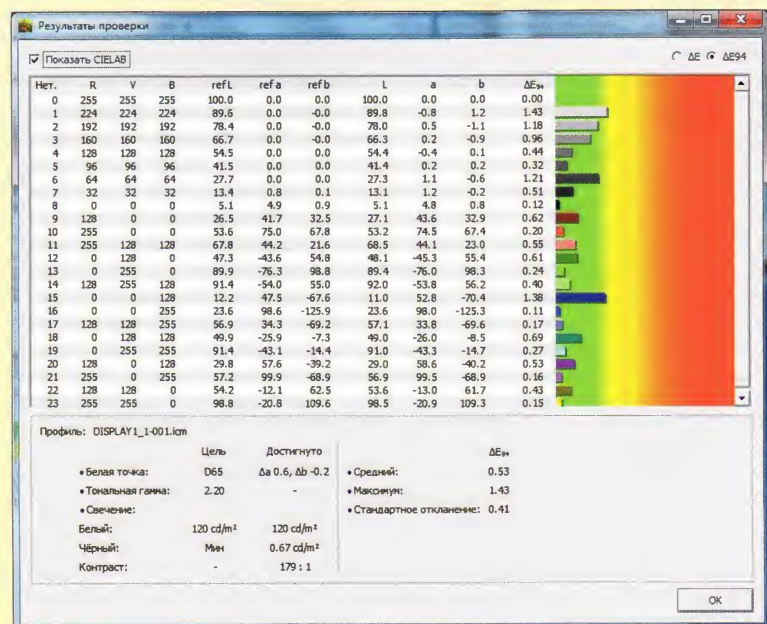 Результаты проверки
Показать CIELAB ΔE ΔE94
Нет. R V B ref L ref a ref b L a b ΔE94
0 255 255 255 100.0 0.0 0.0 100.0 0.0 0.0 0.00
1 224 224 224 89.6 0.0 -0.0 89.8 -0.8 1.2 1.43
2 192 192 192 78.4 0.0 -0.0 78.0 0.5 -1.1 1.18
3 160 160 160 66.7 0.0 -0.0 66.3 0.2 -0.9 0.96
4 128 128 128 54.5 0.0 0.0 54.4 -0.4 0.1 0.44
5 96 96 96 41.5 0.0 0.0 41.4 0.2 0.2 0.32
6 64 64 64 27.7 0.0 -0.0 27.3 1.1 -0.6 1.21
7 32 32 32 13.4 0.8 0.1 13.1 1.2 -0.2 0.51
8 0 0 0 5.1 4.9 0.9 5.1 4.8 0.8 0.12
9 128 0 0 26.5 41.7 32.5 27.1 43.6 32.9 0.62
10 255 0 0 53.6 75.0 67.8 53.2 74.5 67.4 0.20
11 255 128 128 67.8 44.2 21.6 68.5 44.1 23.0 0.55
12 0 128 0 47.3 -43.6 54.8 48.1 -45.3 55.4 0.61
13 0 255 0 89.9 -76.3 98.8 89.4 -76.0 98.3 0.24
14 128 255 128 91.4 -54.0 55.0 92.0 -53.8 56.2 0.40
15 0 0 128 12.2 47.5 -67.6 11.0 52.8 -70.4 1.38
16 0 0 255 23.6 98.6 -125.9 23.6 98.0 -125.3 0.11
17 128 128 255 56.9 34.3 -69.2 57.1 33.8 -69.6 0.17
18 0 128 128 49.9 -25.9 -7.3 49.0 -26.0 -8.5 0.69
19 0 255 255 91.4 -43.1 -14.4 91.0 -43.3 -14.7 0.27
20 128 0 128 29.8 57.6 -39.2 29.0 58.6 -40.2 0.53
21 255 0 255 57.2 99.9 -68.9 56.9 99.5 -68.9 0.16
22 128 128 0 54.2 -12.1 62.5 53.6 -13.0 61.7 0.43
23 255 255 0 98.8 -20.8 109.6 98.5 -20.9 109.3 0.15
Профиль: DISPLAY1_1-001.icm
Цель Достигнуто ΔE94
• Белая точка: D65 Δa 0.6, Δb -0.2 • Средний: 0.53
• Тональная гамма: 2.20 - • Максимум: 1.43
• Свечение: • Стандартное отклонение: 0.41
Белый: 120 cd/m² 120 cd/m²
Чёрный: Мин 0.67 cd/m²
Контраст: - 179 : 1
OK